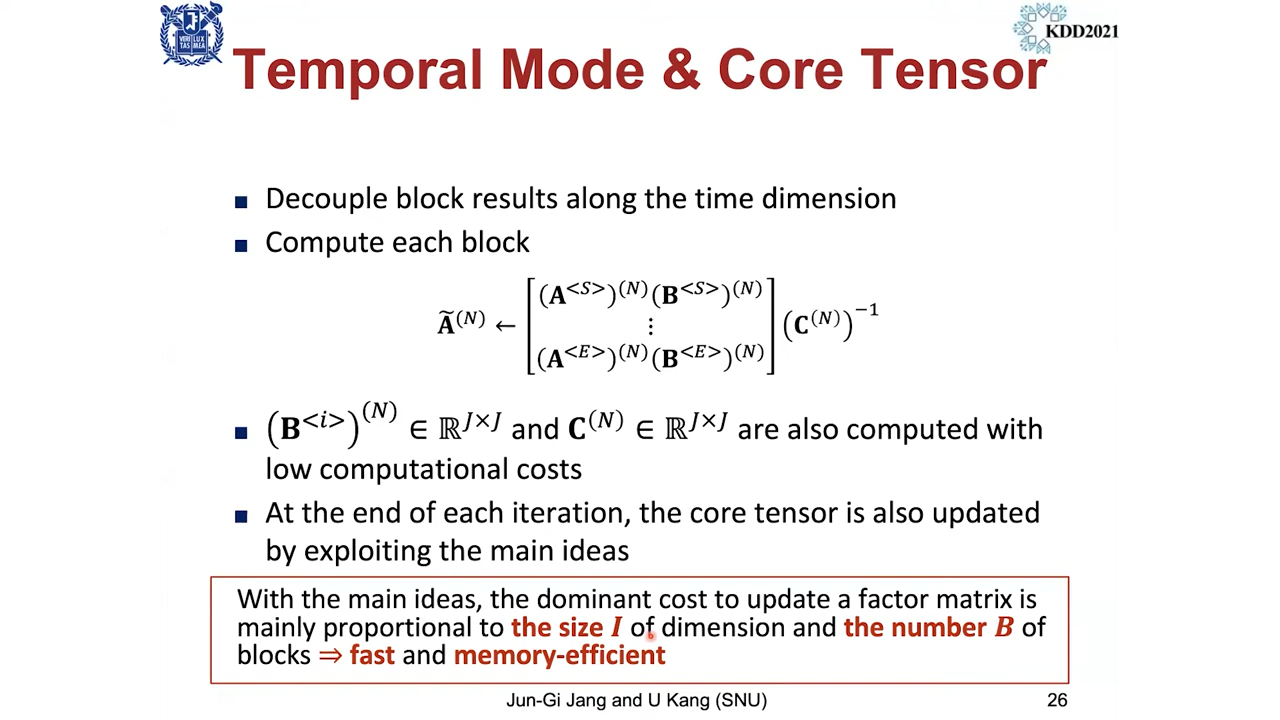 VERI LUX
TAS MEA
KDD2021
Temporal Mode & Core Tensor
■ Decouple block results along the time dimension
■ Compute each block
Ã^(N) ← [ (A^<S>)^(N) (B^<S>)^(N)
⋮
(A^<E>)^(N) (B^<E>)^(N) ] (C^(N))^−1
■ (B^<i>)^(N) ∈ ℝ^J×J and C^(N) ∈ ℝ^J×J are also computed with
low computational costs
■ At the end of each iteration, the core tensor is also updated
by exploiting the main ideas
With the main ideas, the dominant cost to update a factor matrix is
mainly proportional to the size I of dimension and the number B of
blocks ⇒ fast and memory-efficient
Jun-Gi Jang and U Kang (SNU)
26